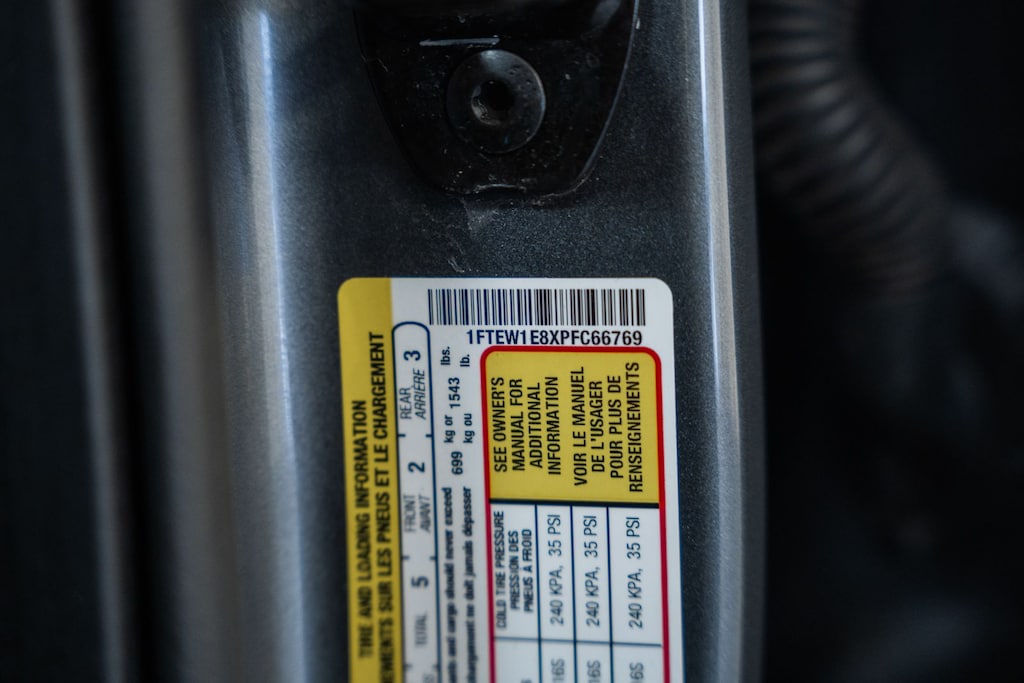 1FTEW1E8XPFC66769
TIRE AND LOADING INFORMATION
EMENTS SUR LES PNEUS ET LE CHARGEMENT
TOTAL 5 FRONT AVANT 2 REAR ARRIÈRE 3
and cargo should never exceed 699 kg or 1543 lbs.
ne doit jamais dépasser kg ou lb.
COLD TIRE PRESSURE
PRESSION DES
PNEUS À FROID
240 KPA, 35 PSI
240 KPA, 35 PSI
240 KPA, 35 PSI
16S
16S
16S
SEE OWNER'S
MANUAL FOR
ADDITIONAL
INFORMATION
VOIR LE MANUEL
DE L'USAGER
POUR PLUS DE
RENSEIGNEMENTS